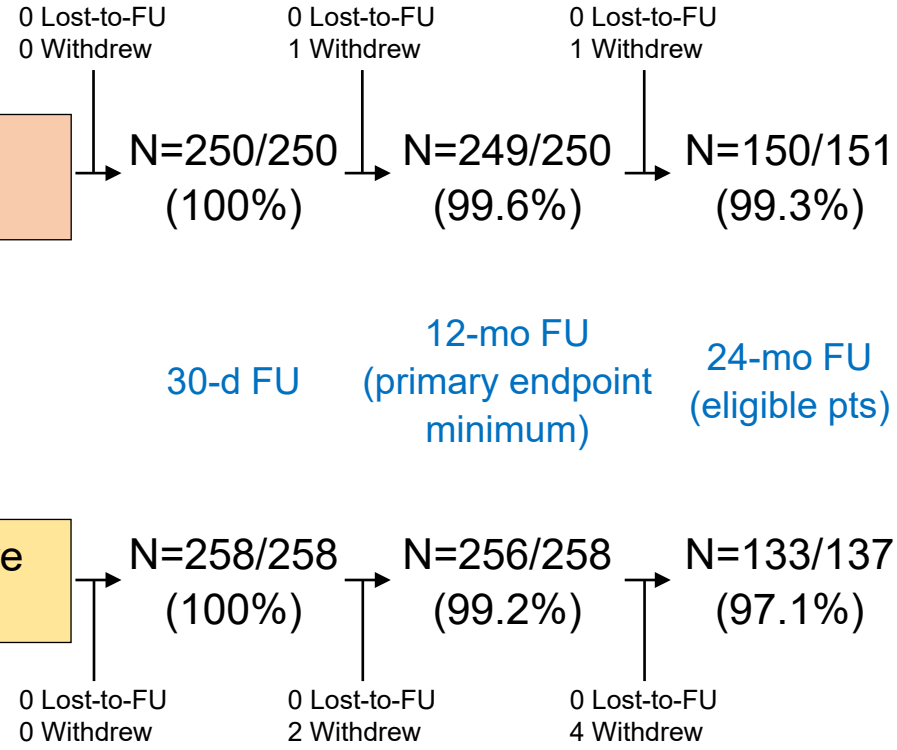 0 Lost-to-FU
0 Withdrew
0 Lost-to-FU
1 Withdrew
0 Lost-to-FU
1 Withdrew
N=250/250
(100%)
N=249/250
(99.6%)
N=150/151
(99.3%)
30-d FU
12-mo FU
(primary endpoint
minimum)
24-mo FU
(eligible pts)
e
N=258/258
(100%)
N=256/258
(99.2%)
N=133/137
(97.1%)
0 Lost-to-FU
0 Withdrew
0 Lost-to-FU
2 Withdrew
0 Lost-to-FU
4 Withdrew